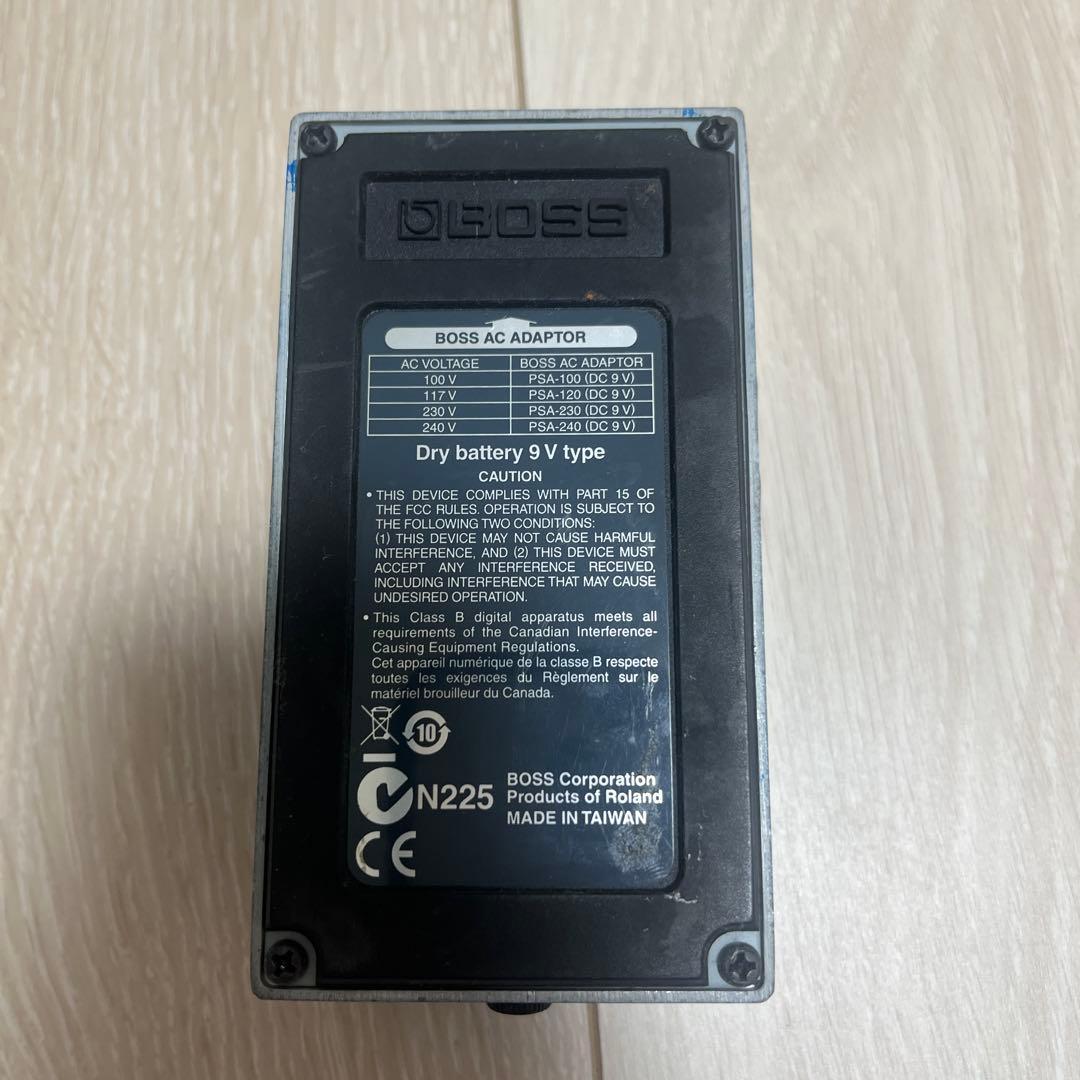 BOSS
BOSS AC ADAPTOR
AC VOLTAGE BOSS AC ADAPTOR
100 V PSA-100 (DC 9 V)
117 V PSA-120 (DC 9 V)
230 V PSA-230 (DC 9 V)
240 V PSA-240 (DC 9 V)
Dry battery 9 V type
CAUTION
• THIS DEVICE COMPLIES WITH PART 15 OF
THE FCC RULES. OPERATION IS SUBJECT TO
THE FOLLOWING TWO CONDITIONS:
(1) THIS DEVICE MAY NOT CAUSE HARMFUL
INTERFERENCE, AND (2) THIS DEVICE MUST
ACCEPT ANY INTERFERENCE RECEIVED,
INCLUDING INTERFERENCE THAT MAY CAUSE
UNDESIRED OPERATION.
• This Class B digital apparatus meets all
requirements of the Canadian Interference-
Causing Equipment Regulations.
Cet appareil numérique de la classe B respecte
toutes les exigences du Règlement sur le
matériel brouilleur du Canada.
10
N225
BOSS Corporation
Products of Roland
MADE IN TAIWAN
CE